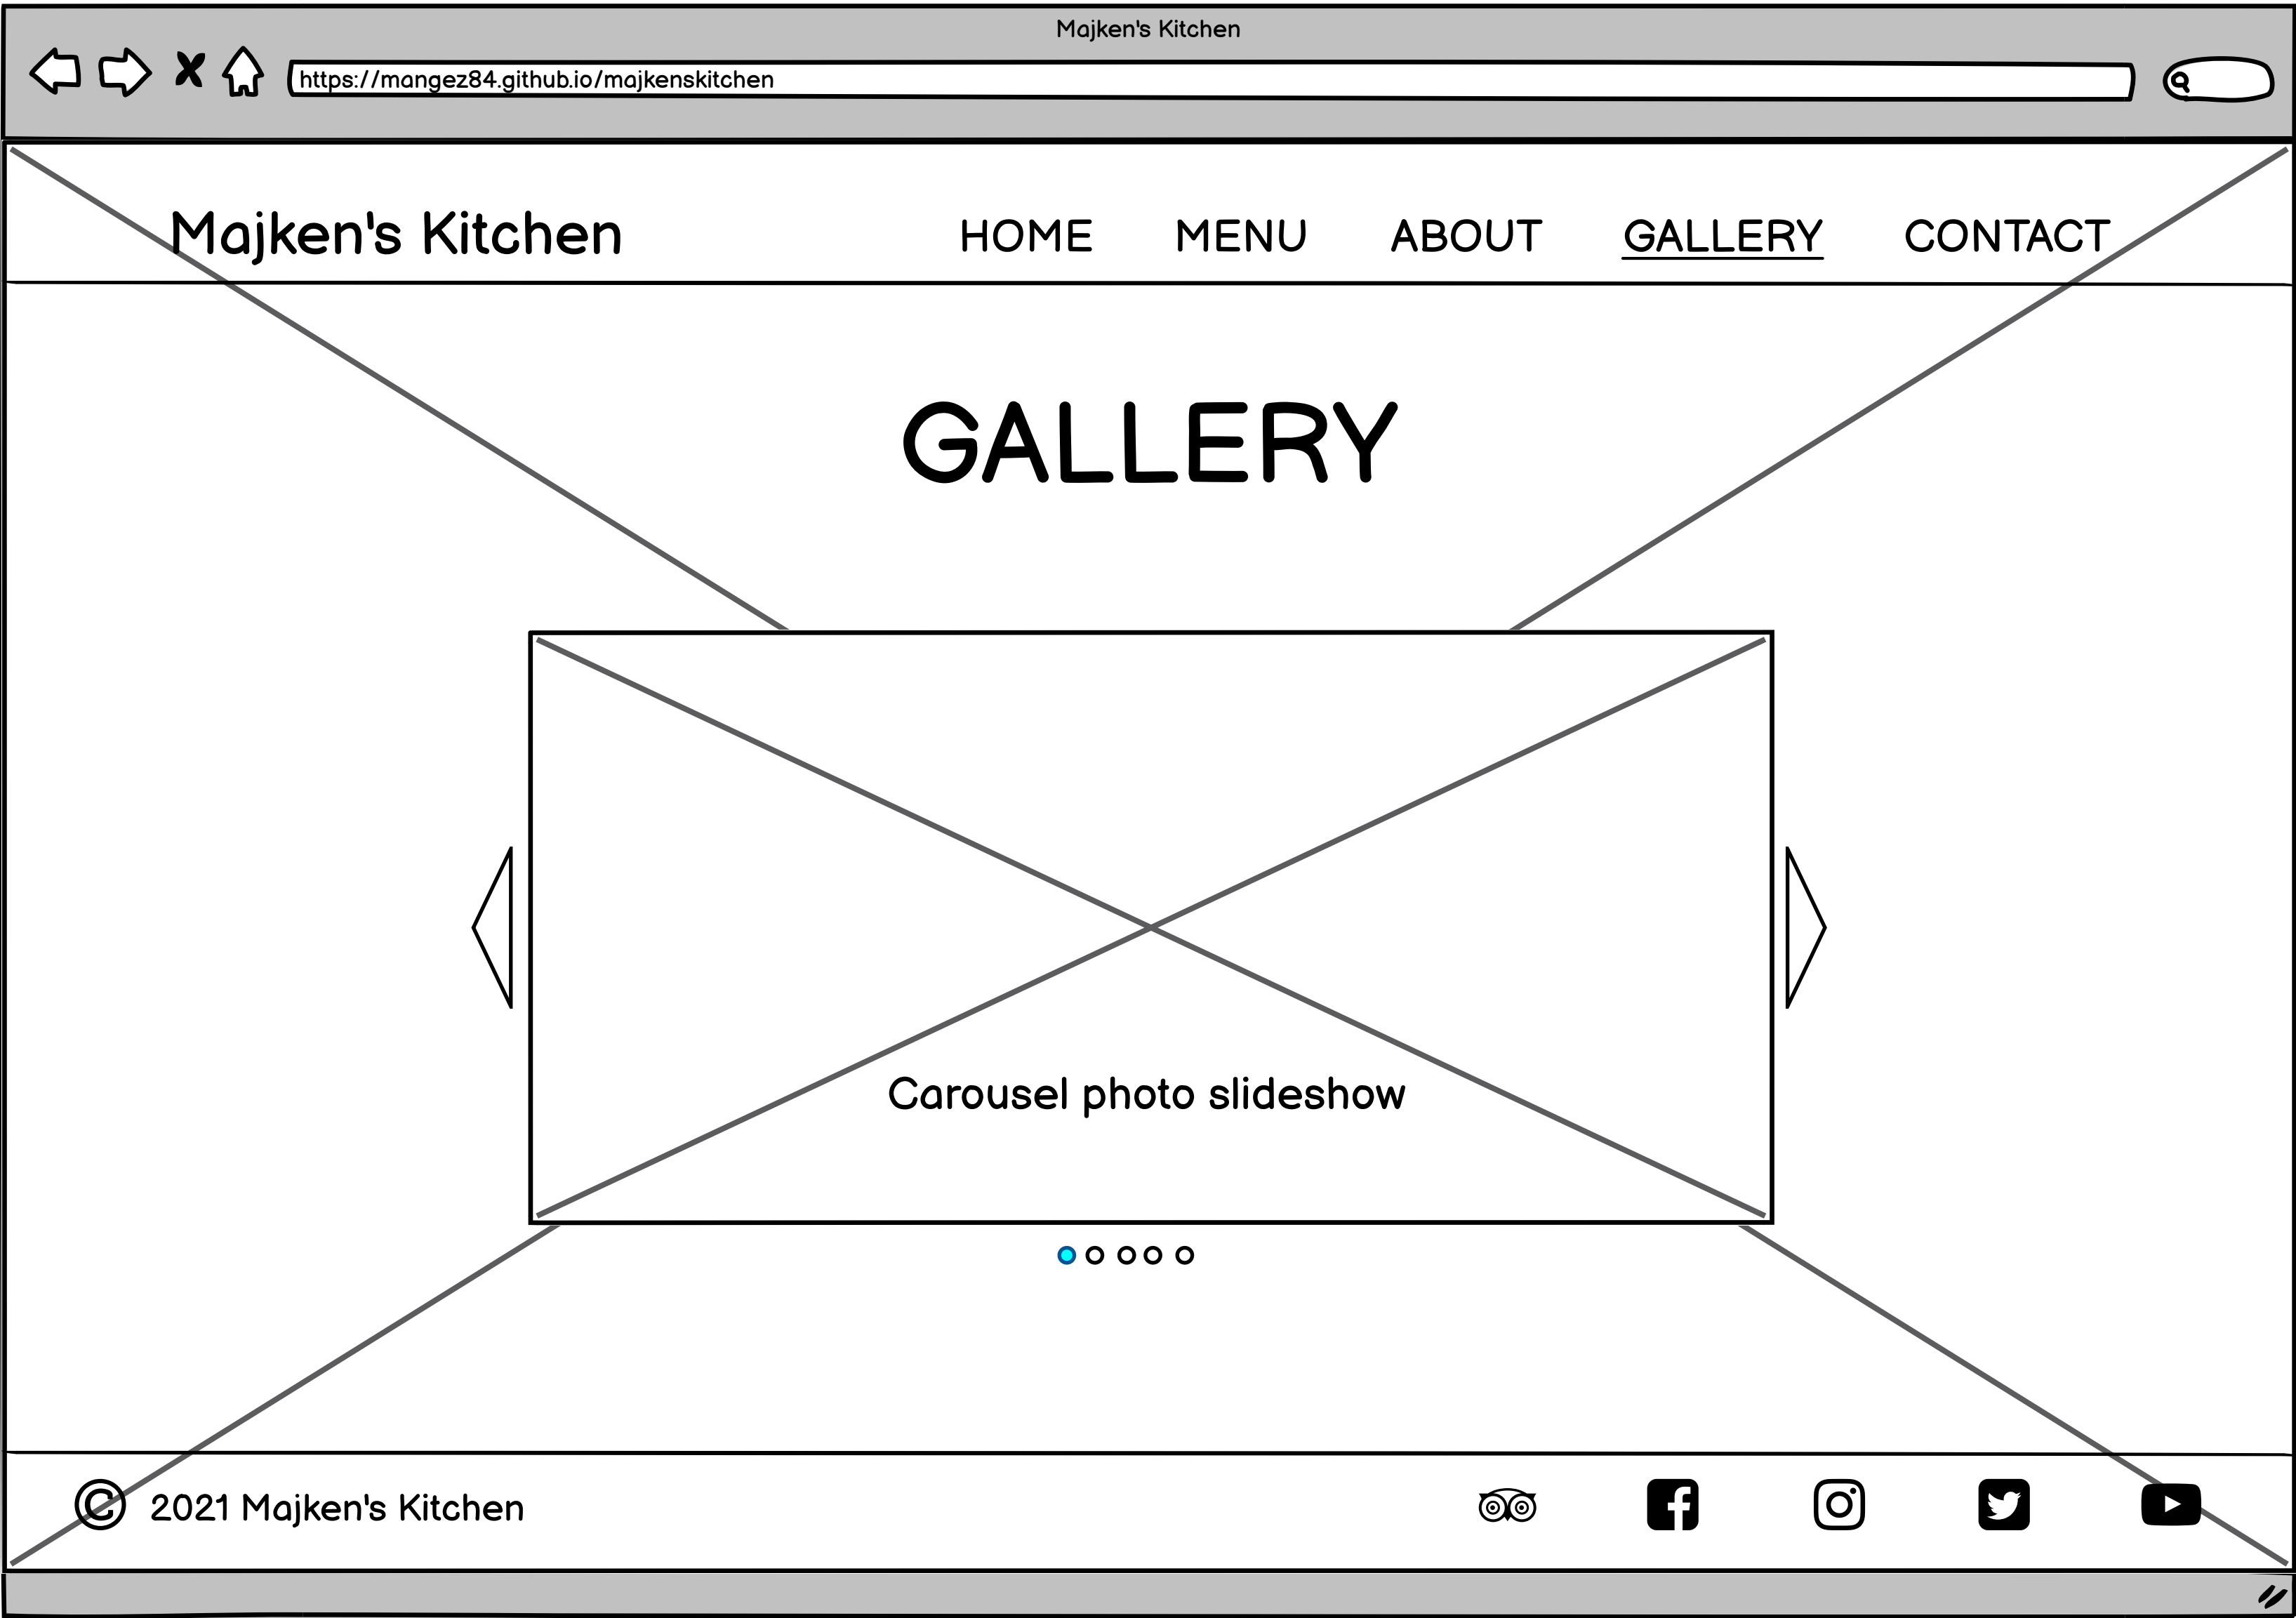 Majken's Kitchen
https://mangez84.github.io/majkenskitchen
Majken's Kitchen HOME MENU ABOUT GALLERY CONTACT
GALLERY
Carousel photo slideshow
© 2021 Majken's Kitchen